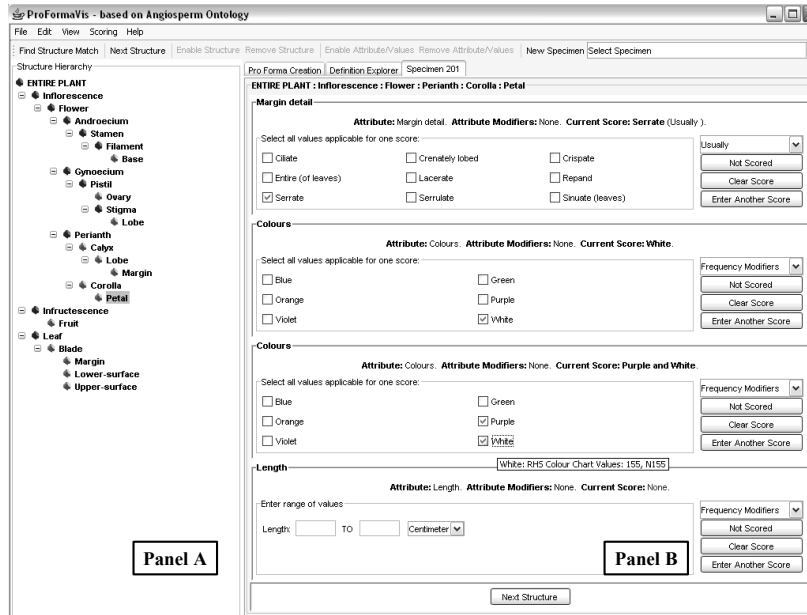 ProFormaVis - based on Angiosperm Ontology
File Edit View Scoring Help
Find Structure Match Next Structure Enable Structure Remove Structure Enable Attribute/Values Remove Attribute/Values New Specimen Select Specimen
Structure Hierarchy
ENTIRE PLANT
Inflorescence
Flower
Androecium
Stamen
Filament
Base
Gynoecium
Pistil
Ovary
Stigma
Lobe
Perianth
Calyx
Lobe
Margin
Corolla
Petal
Infructescence
Fruit
Leaf
Blade
Margin
Lower-surface
Upper-surface
Panel A
Pro Forma Creation Definition Explorer Specimen 201
ENTIRE PLANT : Inflorescence : Flower : Perianth : Corolla : Petal
Margin detail
Attribute: Margin detail. Attribute Modifiers: None. Current Score: Serrate (Usually ).
Select all values applicable for one score:
Ciliate Crenately lobed Crispate
Entire (of leaves) Lacerate Repand
Serrate Serrulate Sinuate (leaves)
Usually
Not Scored
Clear Score
Enter Another Score
Colours
Attribute: Colours. Attribute Modifiers: None. Current Score: White.
Select all values applicable for one score:
Blue Green
Orange Purple
Violet White
Frequency Modifiers
Not Scored
Clear Score
Enter Another Score
Colours
Attribute: Colours. Attribute Modifiers: None. Current Score: Purple and White.
Select all values applicable for one score:
Blue Green
Orange Purple
Violet White
Frequency Modifiers
Not Scored
Clear Score
Enter Another Score
White: RHS Colour Chart Values: 155, N155
Length
Attribute: Length. Attribute Modifiers: None. Current Score: None.
Enter range of values
Length: TO Centimeter
Frequency Modifiers
Not Scored
Clear Score
Enter Another Score
Panel B
Next Structure